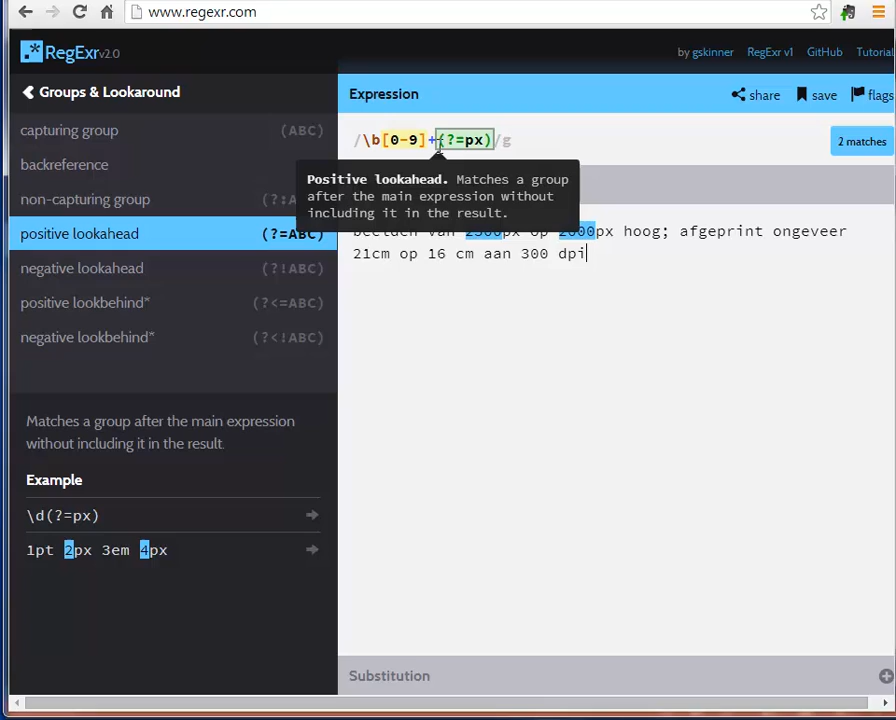 www.regexr.com
RegExr v2.0
by gskinner RegExr v1 GitHub Tutorial
Groups & Lookaround
Expression
share save flags
capturing group (ABC)
/\b[0-9]+(?=px)/g
2 matches
backreference
non-capturing group (?:
Positive lookahead. Matches a group
after the main expression without
including it in the result.
positive lookahead (?=ABC)
negative lookahead (?!ABC)
positive lookbehind* (?<=ABC)
negative lookbehind* (?<!ABC)
van px op px hoog; afgeprint ongeveer
21cm op 16 cm aan 300 dpi
Matches a group after the main expression
without including it in the result.
Example
\d(?=px)
1pt 2px 3em 4px
Substitution